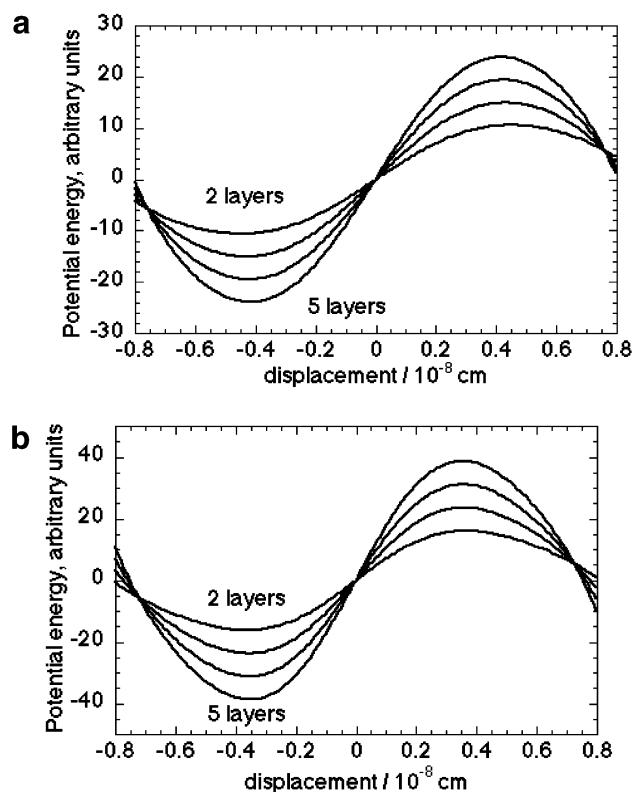 a
Potential energy, arbitrary units
30
20
10
0
-10
-20
-30
2 layers
5 layers
-0.8 -0.6 -0.4 -0.2 0 0.2 0.4 0.6 0.8
displacement / 10⁻⁸ cm
b
Potential energy, arbitrary units
40
20
0
-20
-40
2 layers
5 layers
-0.8 -0.6 -0.4 -0.2 0 0.2 0.4 0.6 0.8
displacement / 10⁻⁸ cm